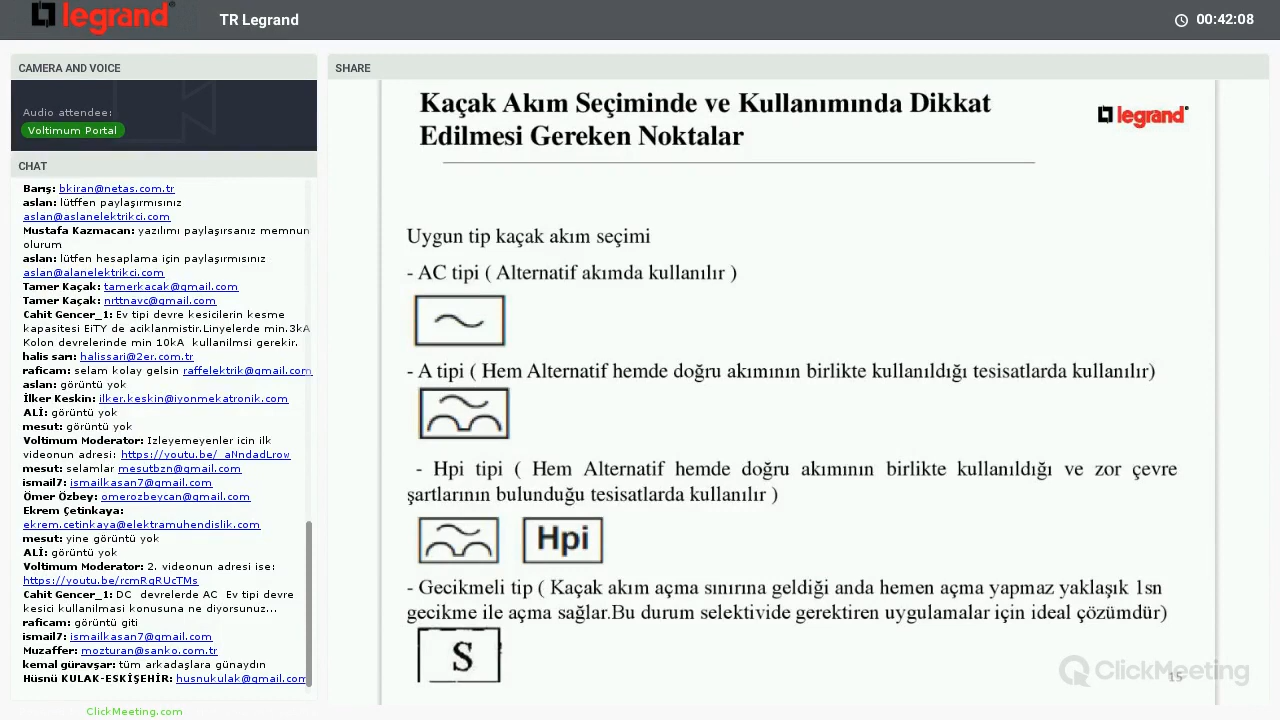 legrand
TR Legrand
00:42:08
CAMERA AND VOICE
Audio attendee:
Voltimum Portal
CHAT
Barış: bkiran@netas.com.tr
aslan: lütffen paylaşırmısınız
aslan@aslanelektrikci.com
Mustafa Kazmacan: yazılımı paylaşırsanız memnun
olurum
aslan: lütfen hesaplama için paylaşırmısınız
aslan@alanelektrikci.com
Tamer Kaçak: tamerkacak@gmail.com
Tamer Kaçak: nrttnavc@gmail.com
Cahit Gencer_1: Ev tipi devre kesicilerin kesme
kapasitesi EiTY de aciklanmistir.Linyelerde min.3kA
Kolon devrelerinde min 10kA kullanilmsi gerekir.
halis sarı: halissari@2er.com.tr
raficam: selam kolay gelsin raffelektrik@gmail.com
aslan: görüntü yok
İlker Keskin: ilker.keskin@iyonmekatronik.com
ALİ: görüntü yok
mesut: görüntü yok
Voltimum Moderator: Izleyemeyenler icin ilk
videonun adresi: https://youtu.be/_aNndadLrow
mesut: selamlar mesutbzn@gmail.com
ismail7: ismailkasan7@gmail.com
Ömer Özbey: omerozbeycan@gmail.com
Ekrem Çetinkaya:
ekrem.cetinkaya@elektramuhendislik.com
mesut: yine görüntü yok
ALİ: görüntü yok
Voltimum Moderator: 2. videonun adresi ise:
https://youtu.be/rcmRqRUcTMs
Cahit Gencer_1: DC devrelerde AC Ev tipi devre
kesici kullanilmasi konusuna ne diyorsunuz...
raficam: görüntü giti
ismail7: ismailkasan7@gmail.com
Muzaffer: mozturan@sanko.com.tr
kemal güravşar: tüm arkadaşlara günaydın
Hüsnü KULAK-ESKİŞEHİR: husnukulak@gmail.com
ClickMeeting.com
SHARE
Kaçak Akım Seçiminde ve Kullanımında Dikkat
Edilmesi Gereken Noktalar
legrand
Uygun tip kaçak akım seçimi
- AC tipi ( Alternatif akımda kullanılır )
- A tipi ( Hem Alternatif hemde doğru akımının birlikte kullanıldığı tesisatlarda kullanılır)
- Hpi tipi ( Hem Alternatif hemde doğru akımının birlikte kullanıldığı ve zor çevre
şartlarının bulunduğu tesisatlarda kullanılır )
Hpi
- Gecikmeli tip ( Kaçak akım açma sınırına geldiği anda hemen açma yapmaz yaklaşık 1sn
gecikme ile açma sağlar.Bu durum selektivide gerektiren uygulamalar için ideal çözümdür)
S
ClickMeeting
15